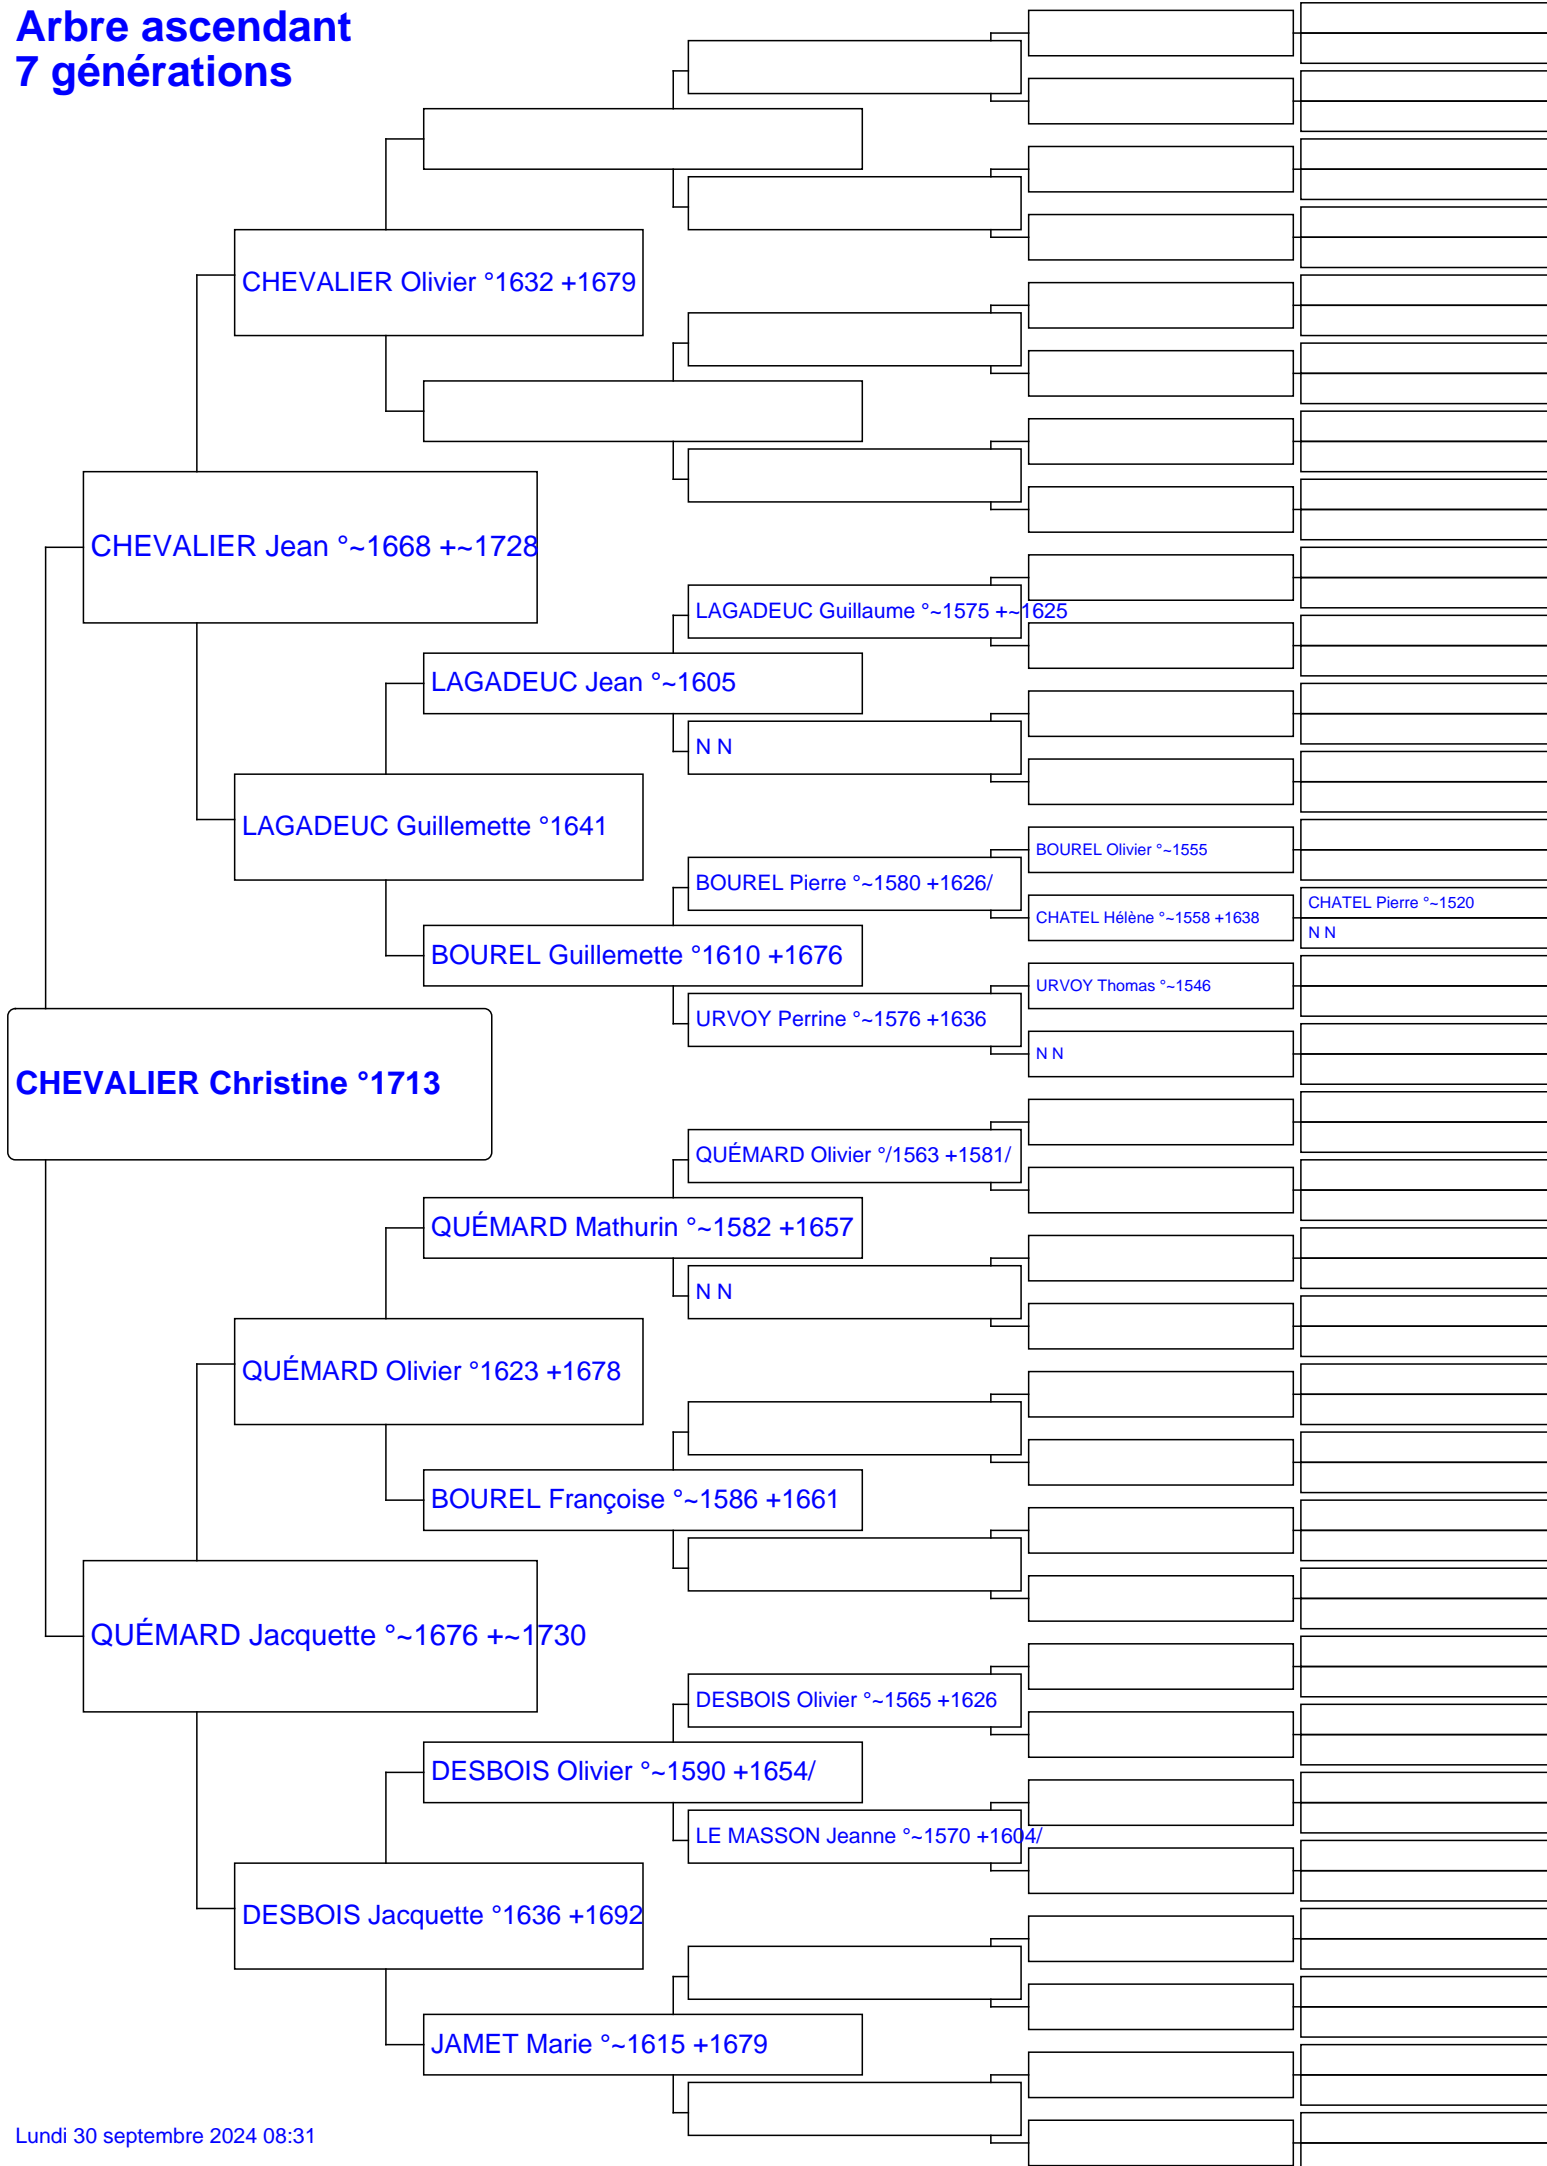 Arbre ascendant
7 générations
CHEVALIER Olivier °1632 +1679
CHEVALIER Jean °~1668 +~1728
LAGADEUC Guillaume °~1575 +~1625
LAGADEUC Jean °~1605
N N
LAGADEUC Guillemette °1641
BOUREL Olivier °~1555
BOUREL Pierre °~1580 +1626/
CHATEL Pierre °~1520
CHATEL Hélène °~1558 +1638
N N
BOUREL Guillemette °1610 +1676
URVOY Thomas °~1546
URVOY Perrine °~1576 +1636
N N
CHEVALIER Christine °1713
QUÉMARD Olivier °/1563 +1581/
QUÉMARD Mathurin °~1582 +1657
N N
QUÉMARD Olivier °1623 +1678
BOUREL Françoise °~1586 +1661
QUÉMARD Jacquette °~1676 +~1730
DESBOIS Olivier °~1565 +1626
DESBOIS Olivier °~1590 +1654/
LE MASSON Jeanne °~1570 +1604/
DESBOIS Jacquette °1636 +1692
JAMET Marie °~1615 +1679
Lundi 30 septembre 2024 08:31